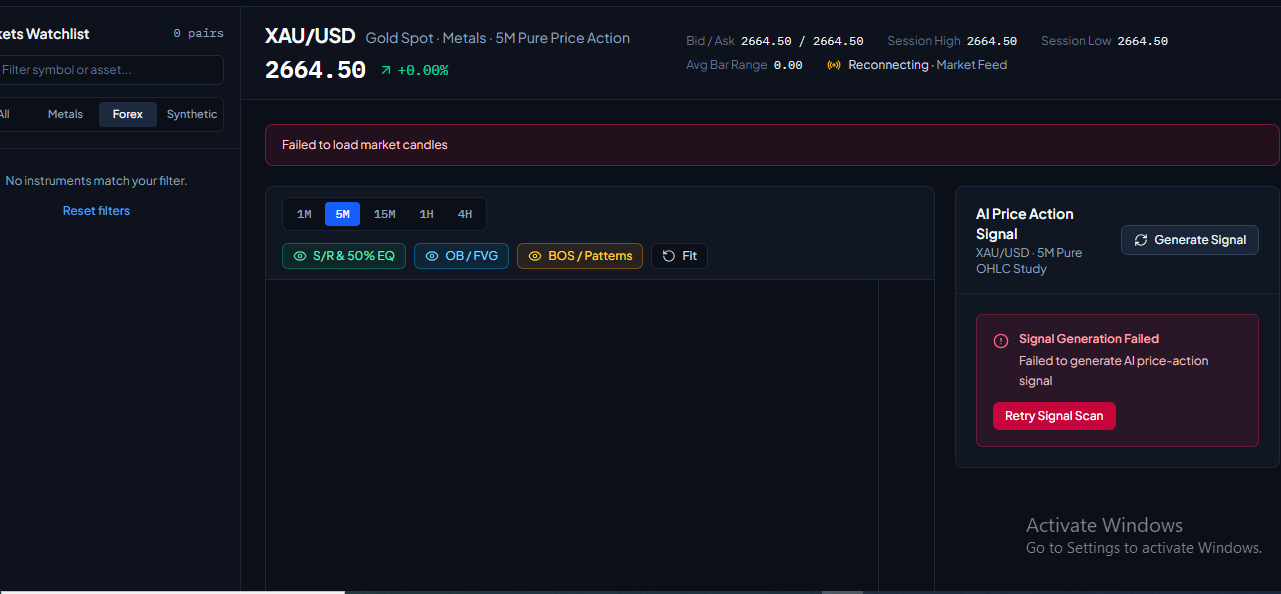 kets Watchlist
0 pairs
Filter symbol or asset...
All
Metals
Forex
Synthetic
No instruments match your filter.
Reset filters
XAU/USD Gold Spot · Metals · 5M Pure Price Action
2664.50 +0.00%
Bid / Ask 2664.50 / 2664.50 Session High 2664.50 Session Low 2664.50
Avg Bar Range 0.00 Reconnecting · Market Feed
Failed to load market candles
1M 5M 15M 1H 4H
S/R & 50% EQ OB / FVG BOS / Patterns Fit
AI Price Action
Signal
XAU/USD · 5M Pure
OHLC Study
Generate Signal
Signal Generation Failed
Failed to generate AI price-action
signal
Retry Signal Scan
Activate Windows
Go to Settings to activate Windows.